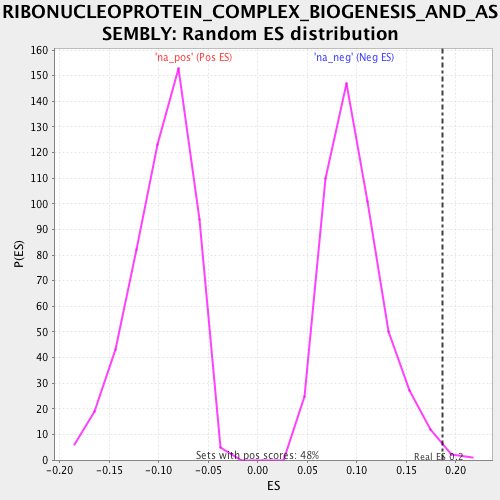 RIBONUCLEOPROTEIN_COMPLEX_BIOGENESIS_AND_AS
SEMBLY: Random ES distribution
'na_pos' (Pos ES) 'na_neg' (Neg ES)
160
150
140
130
120
110
100
90
80
70
60
50
40
30
20
10
0
P(ES)
Sets with pos scores: 48%
Real ES 0.2
-0.20 -0.15 -0.10 -0.05 0.00 0.05 0.10 0.15 0.20
ES